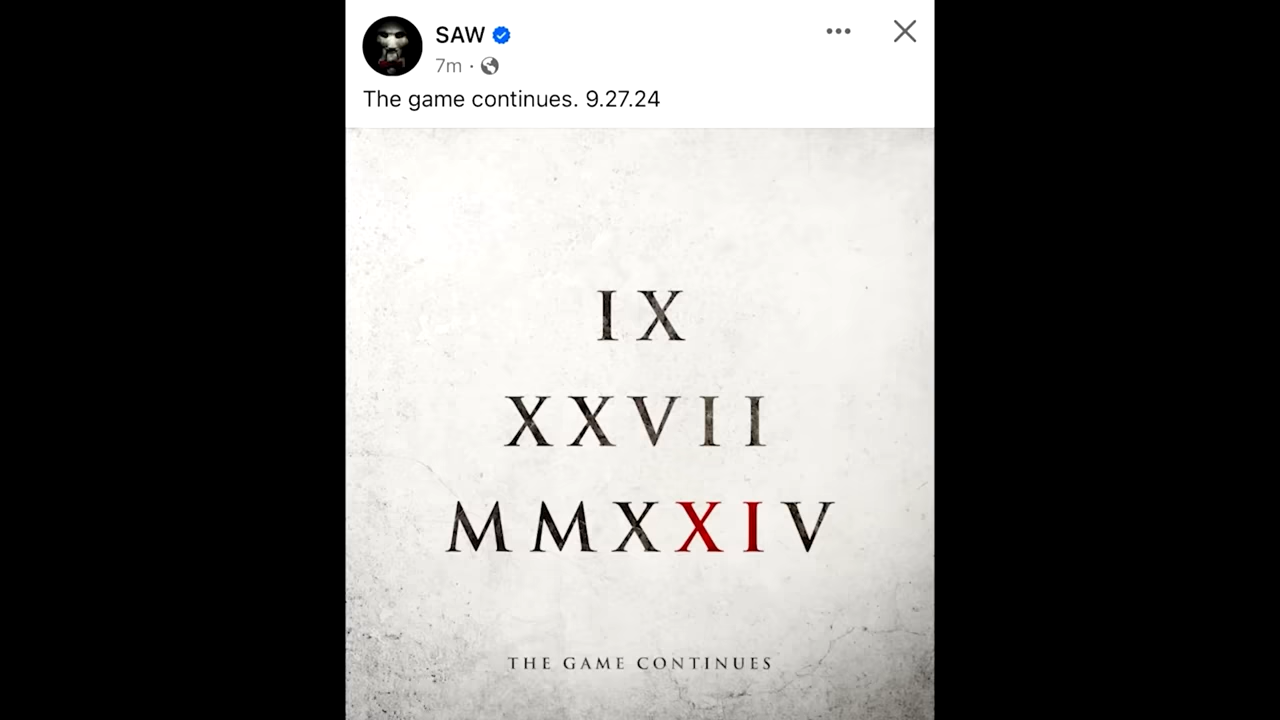 SAW
7m ·
The game continues. 9.27.24
IX
XXVII
MMXXIV
THE GAME CONTINUES